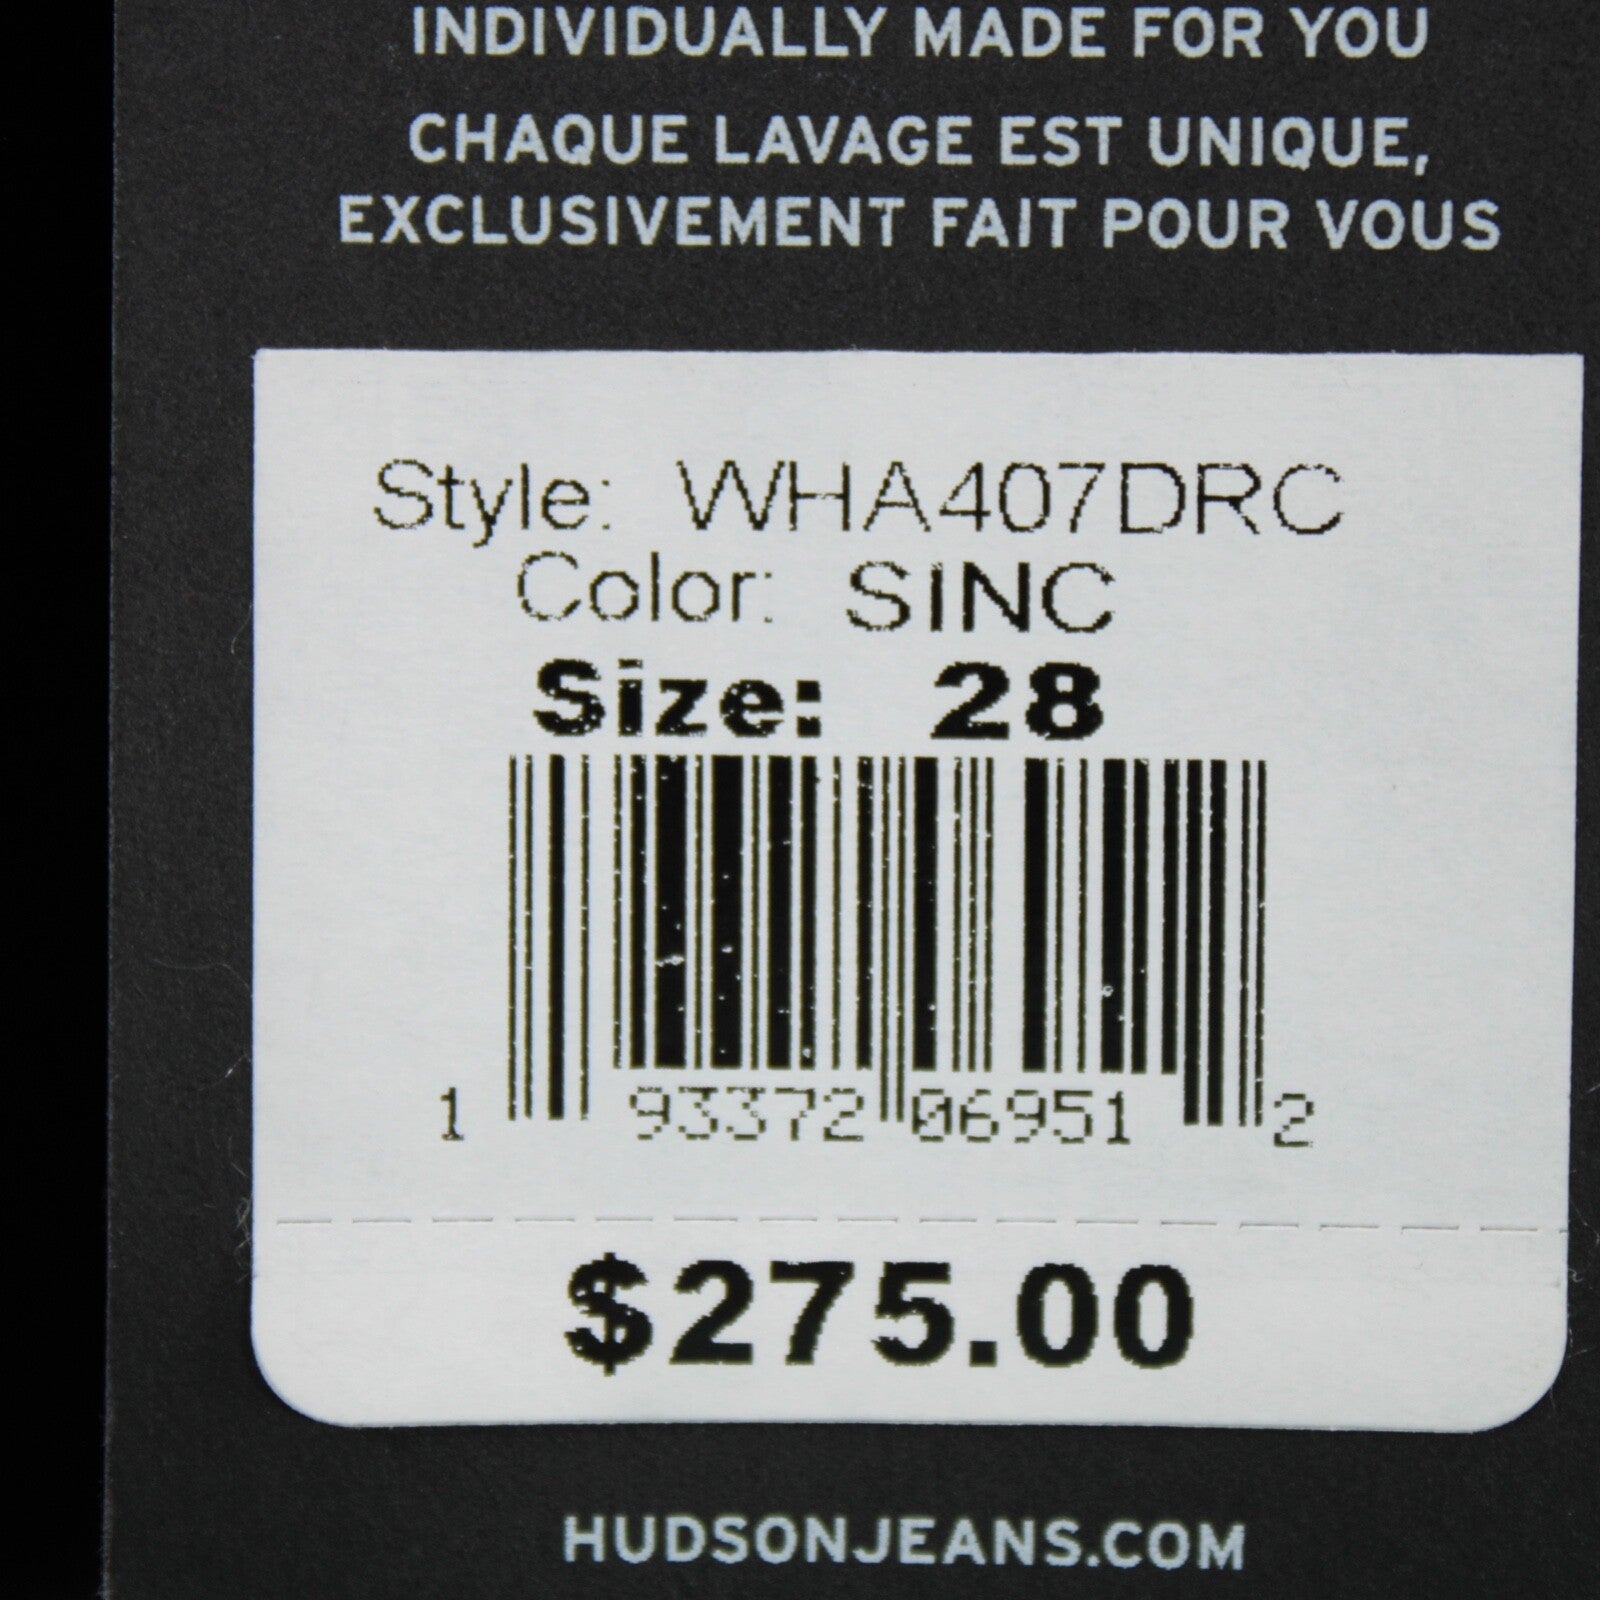 INDIVIDUALLY MADE FOR YOU
CHAQUE LAVAGE EST UNIQUE,
EXCLUSIVEMENT FAIT POUR VOUS
Style: WHA407DRC
Color: SINC
Size: 28
1 93372 06951 2
$275.00
HUDSONJEANS.COM